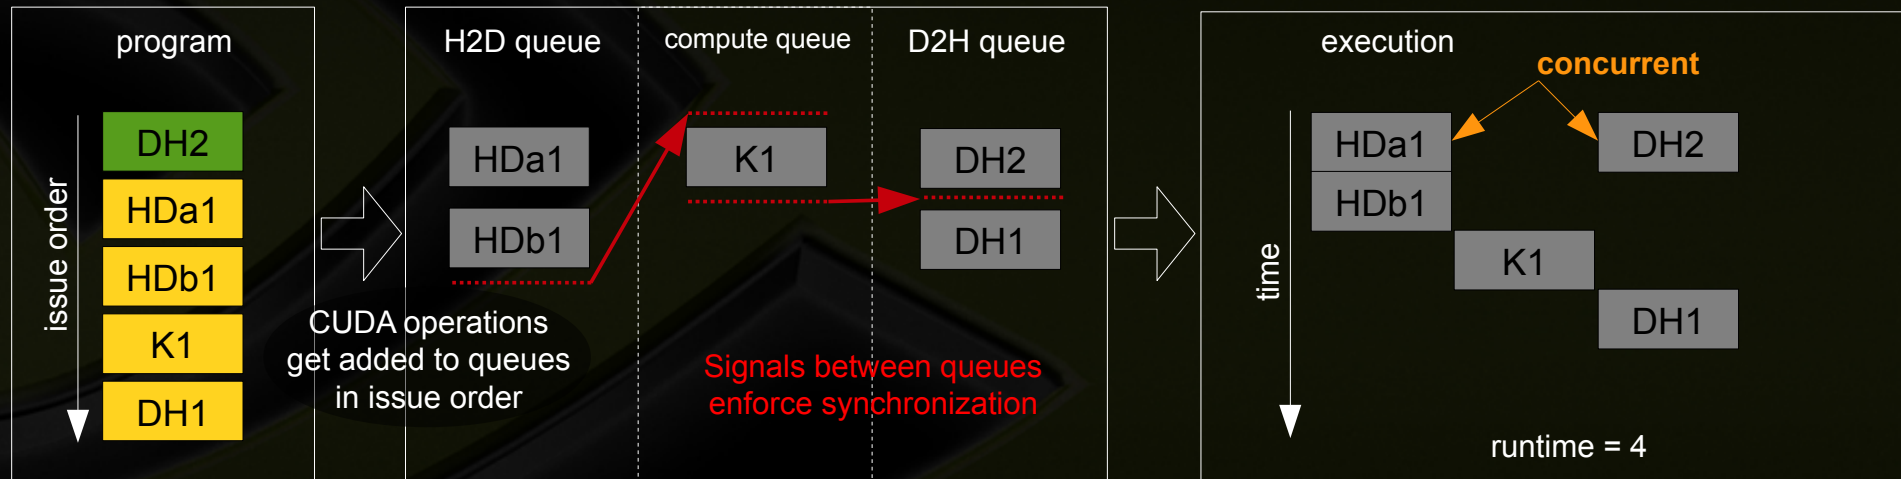 program
issue order
DH2
HDa1
HDb1
K1
DH1
H2D queue
compute queue
D2H queue
HDa1
HDb1
K1
DH2
DH1
CUDA operations
get added to queues
in issue order
Signals between queues
enforce synchronization
execution
concurrent
time
HDa1
DH2
HDb1
K1
DH1
runtime = 4